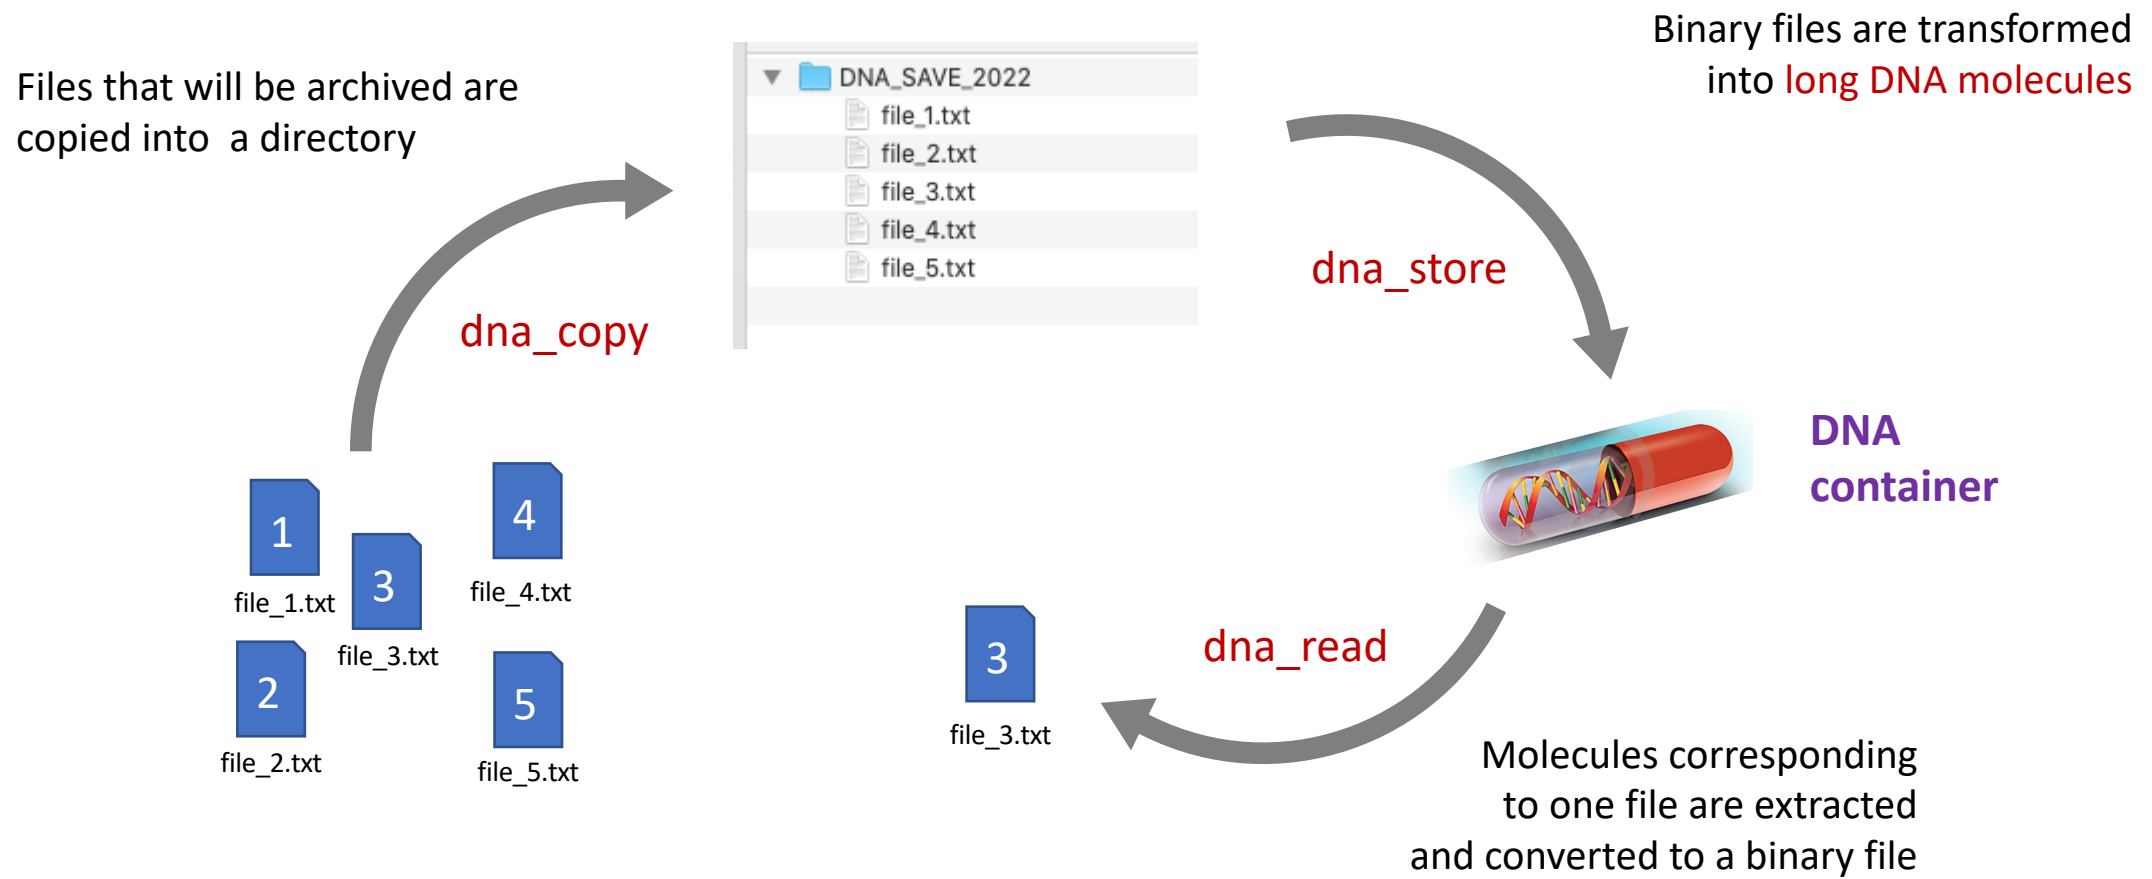 Files that will be archived are
copied into a directory
DNA_SAVE_2022
file_1.txt
file_2.txt
file_3.txt
file_4.txt
file_5.txt
Binary files are transformed
into long DNA molecules
dna_copy
dna_store
DNA
container
1
file_1.txt
3
file_3.txt
4
file_4.txt
2
file_2.txt
5
file_5.txt
3
file_3.txt
dna_read
Molecules corresponding
to one file are extracted
and converted to a binary file